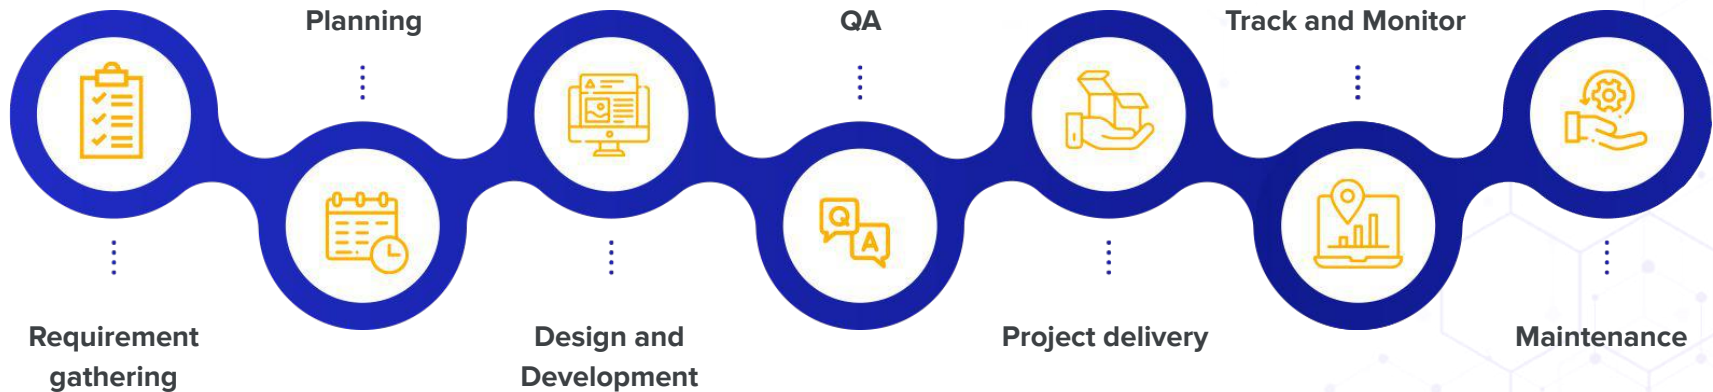 Planning
QA
Track and Monitor
Q
A
Requirement
gathering
Design and
Development
Project delivery
Maintenance